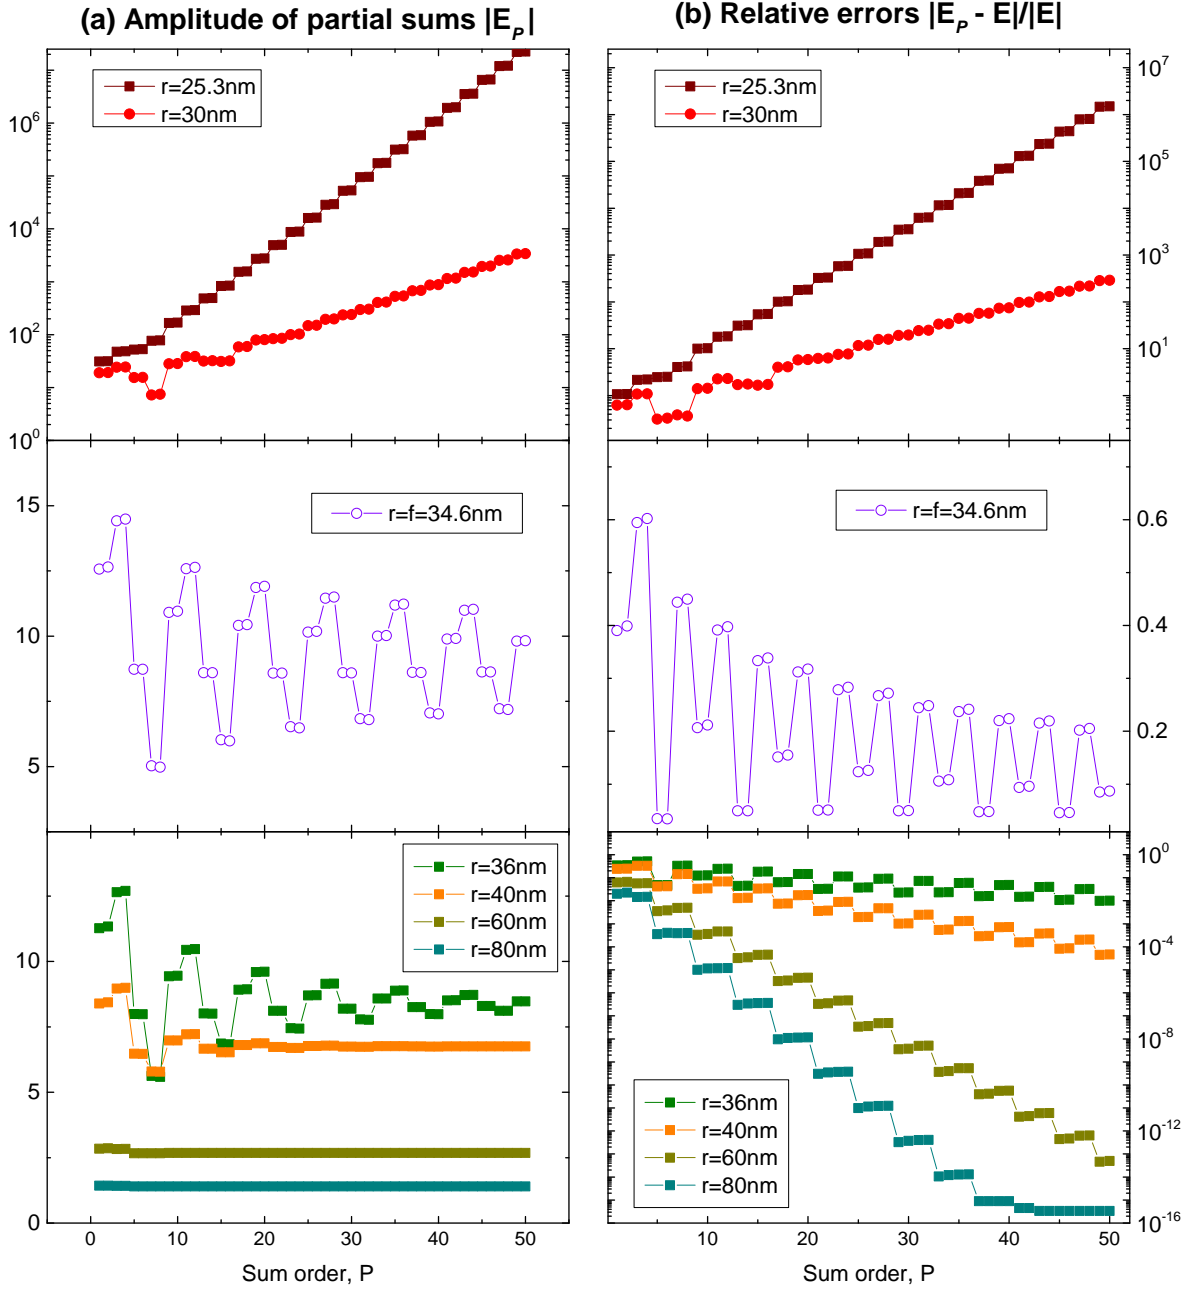 (a) Amplitude of partial sums |E_P|
(b) Relative errors |E_P - E|/|E|
r=25.3nm
r=30nm
10^6
10^4
10^2
10^0
r=25.3nm
r=30nm
10^7
10^5
10^3
10^1
r=f=34.6nm
15
10
5
r=f=34.6nm
0.6
0.4
0.2
r=36nm
r=40nm
r=60nm
r=80nm
10
5
0
0 10 20 30 40 50
Sum order, P
r=36nm
r=40nm
r=60nm
r=80nm
10^0
10^-4
10^-8
10^-12
10^-16
10 20 30 40 50
Sum order, P